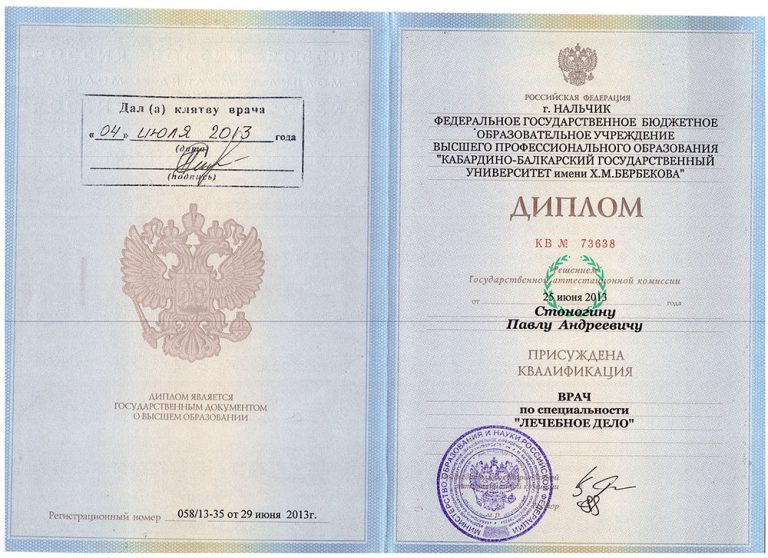 Дал (а) клятву врача
«04» июля 2013 года
(дата)
(подпись)
ДИПЛОМ ЯВЛЯЕТСЯ
ГОСУДАРСТВЕННЫМ ДОКУМЕНТОМ
О ВЫСШЕМ ОБРАЗОВАНИИ
Регистрационный номер 058/13-35 от 29 июня 2013г.
РОССИЙСКАЯ ФЕДЕРАЦИЯ
г. НАЛЬЧИК
ФЕДЕРАЛЬНОЕ ГОСУДАРСТВЕННОЕ БЮДЖЕТНОЕ
ОБРАЗОВАТЕЛЬНОЕ УЧРЕЖДЕНИЕ
ВЫСШЕГО ПРОФЕССИОНАЛЬНОГО ОБРАЗОВАНИЯ
"КАБАРДИНО-БАЛКАРСКИЙ ГОСУДАРСТВЕННЫЙ
УНИВЕРСИТЕТ имени Х.М.БЕРБЕКОВА"
ДИПЛОМ
КВ № 73638
Решением
Государственной аттестационной комиссии
от 25 июня 2013 года
Стоногину
Павлу Андреевичу
ПРИСУЖДЕНА
КВАЛИФИКАЦИЯ
ВРАЧ
по специальности
"ЛЕЧЕБНОЕ ДЕЛО"
МИНИСТЕРСТВО ОБРАЗОВАНИЯ И НАУКИ РОССИЙСКОЙ ФЕДЕРАЦИИ